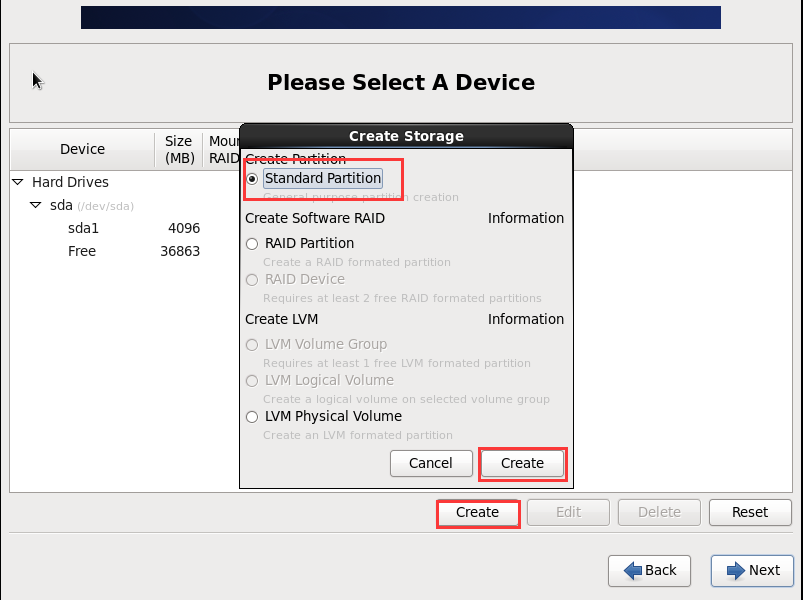 Please Select A Device
Device
Size
(MB)
Moun
RAID
Hard Drives
sda (/dev/sda)
sda1 4096
Free 36863
Create Storage
Create Partition
Standard Partition
General purpose partition creation
Create Software RAID Information
RAID Partition
Create a RAID formated partition
RAID Device
Requires at least 2 free RAID formated partitions
Create LVM Information
LVM Volume Group
Requires at least 1 free LVM formated partition
LVM Logical Volume
Create a logical volume on selected volume group
LVM Physical Volume
Create an LVM formated partition
Cancel Create
Create Edit Delete Reset
Back Next